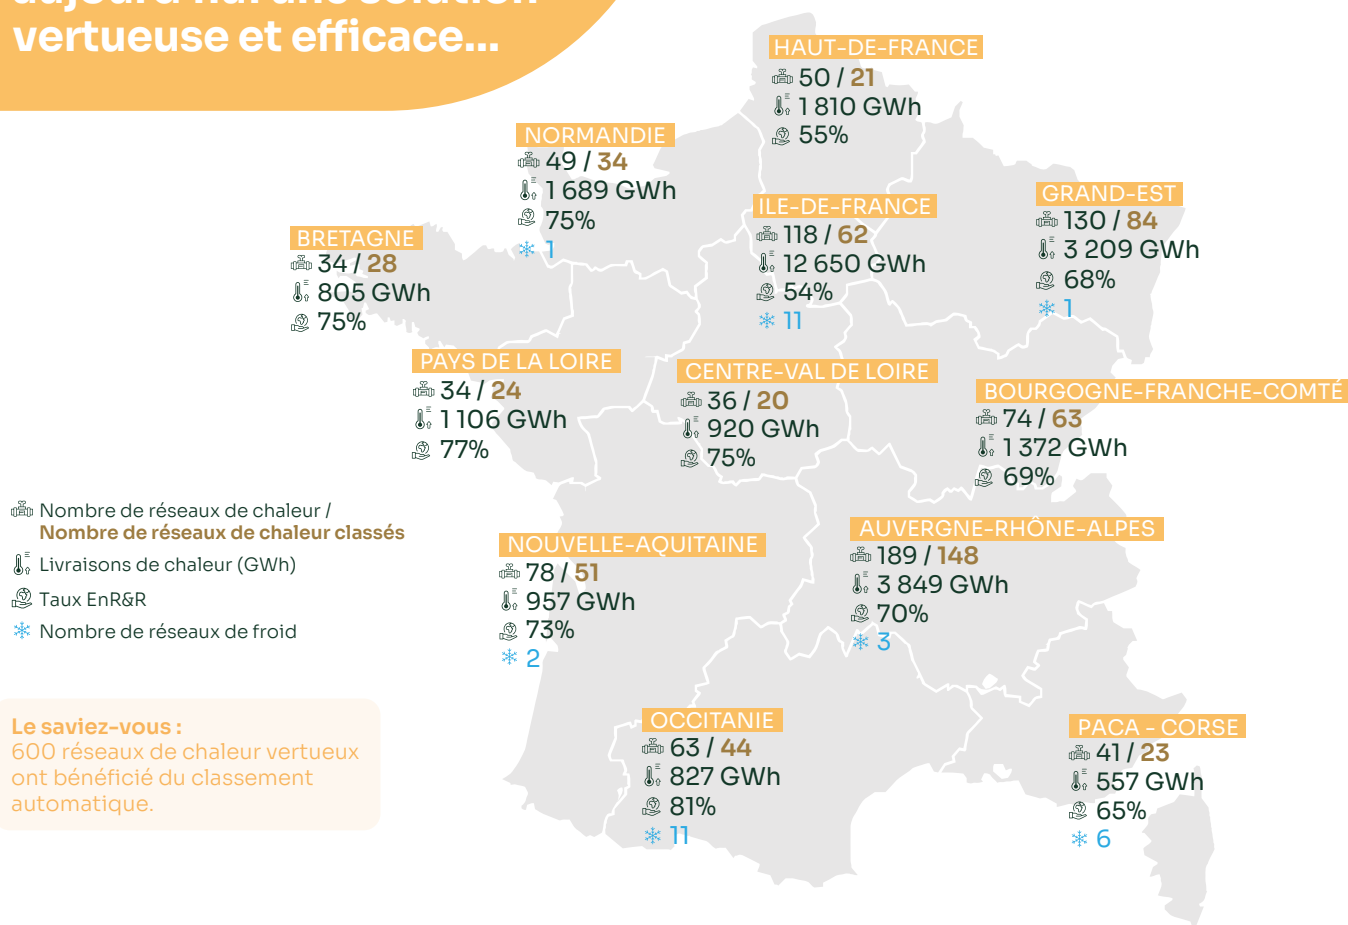 aujourd'hui une solution
vertueuse et efficace...
HAUT-DE-FRANCE
50 / 21
1 810 GWh
55%
NORMANDIE
49 / 34
1 689 GWh
75%
1
ILE-DE-FRANCE
118 / 62
12 650 GWh
54%
11
GRAND-EST
130 / 84
3 209 GWh
68%
1
BRETAGNE
34 / 28
805 GWh
75%
PAYS DE LA LOIRE
34 / 24
1 106 GWh
77%
CENTRE-VAL DE LOIRE
36 / 20
920 GWh
75%
BOURGOGNE-FRANCHE-COMTÉ
74 / 63
1 372 GWh
69%
Nombre de réseaux de chaleur /
Nombre de réseaux de chaleur classés
Livraisons de chaleur (GWh)
Taux EnR&R
Nombre de réseaux de froid
NOUVELLE-AQUITAINE
78 / 51
957 GWh
73%
2
AUVERGNE-RHÔNE-ALPES
189 / 148
3 849 GWh
70%
3
Le saviez-vous :
600 réseaux de chaleur vertueux
ont bénéficié du classement
automatique.
OCCITANIE
63 / 44
827 GWh
81%
11
PACA - CORSE
41 / 23
557 GWh
65%
6